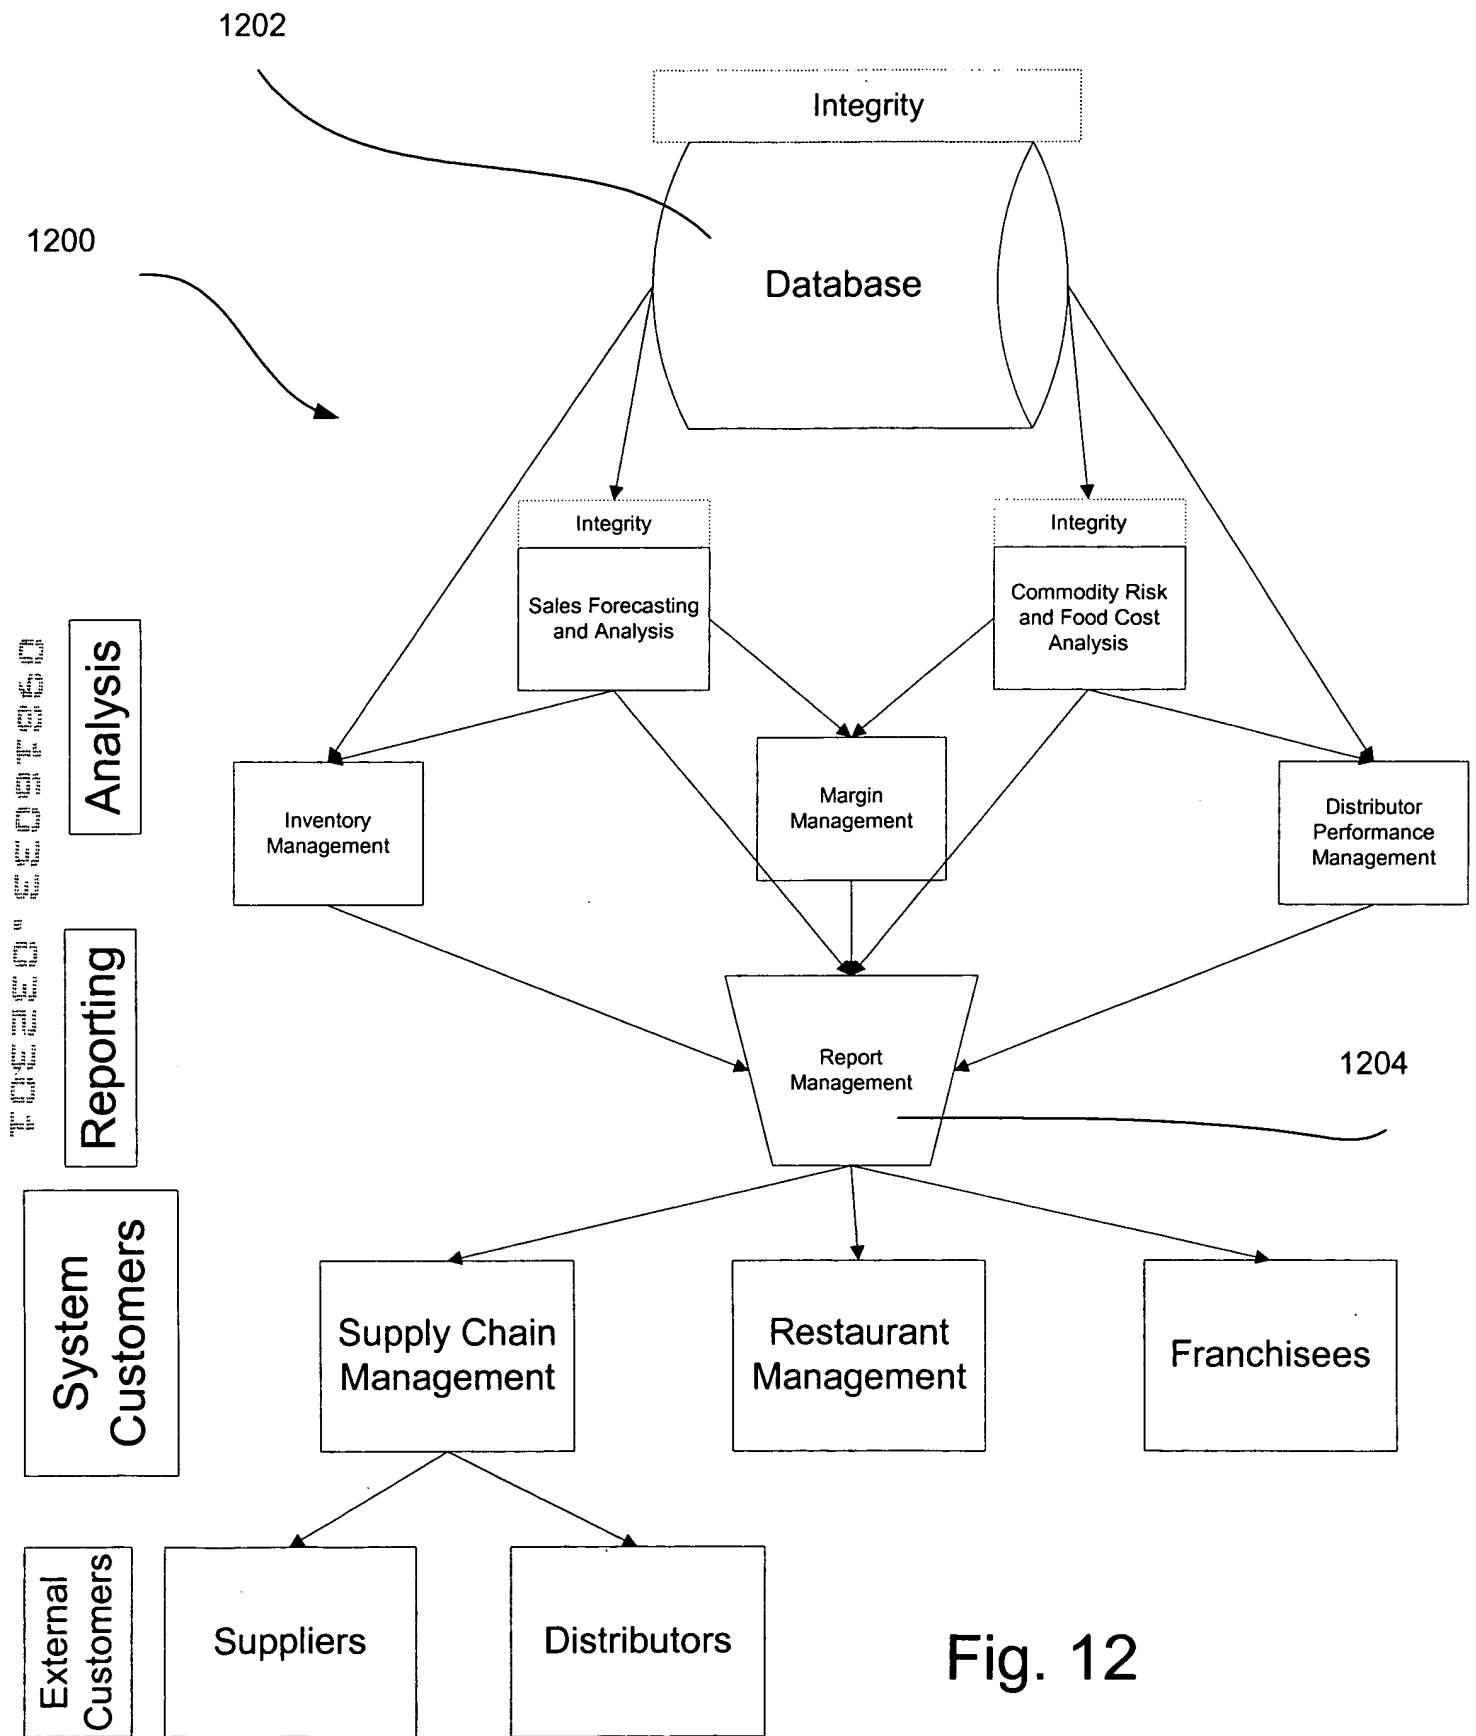 1202
Integrity
1200
Database
Integrity
Integrity
Sales Forecasting
and Analysis
Commodity Risk
and Food Cost
Analysis
Analysis
Inventory
Management
Margin
Management
Distributor
Performance
Management
Reporting
Report
Management
1204
System
Customers
Supply Chain
Management
Restaurant
Management
Franchisees
External
Customers
Suppliers
Distributors
Fig. 12